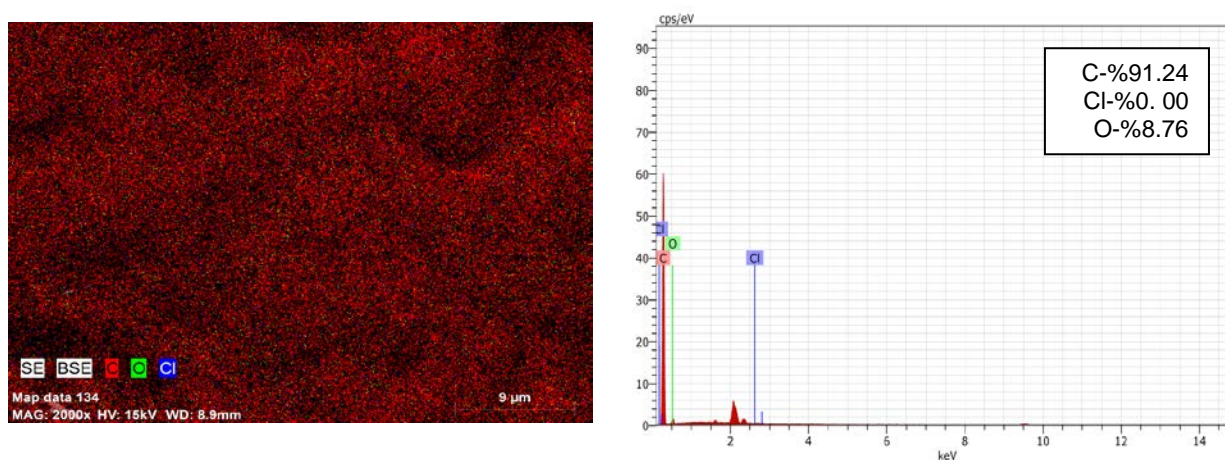 SE BSE C O Cl
Map data 134
MAG: 2000x HV: 15kV WD: 8.9mm
9 µm
cps/eV
90
80
70
60
50
40
30
20
10
0
Cl
O
C
Cl
C-%91.24
Cl-%0. 00
O-%8.76
2 4 6 8 10 12 14
keV